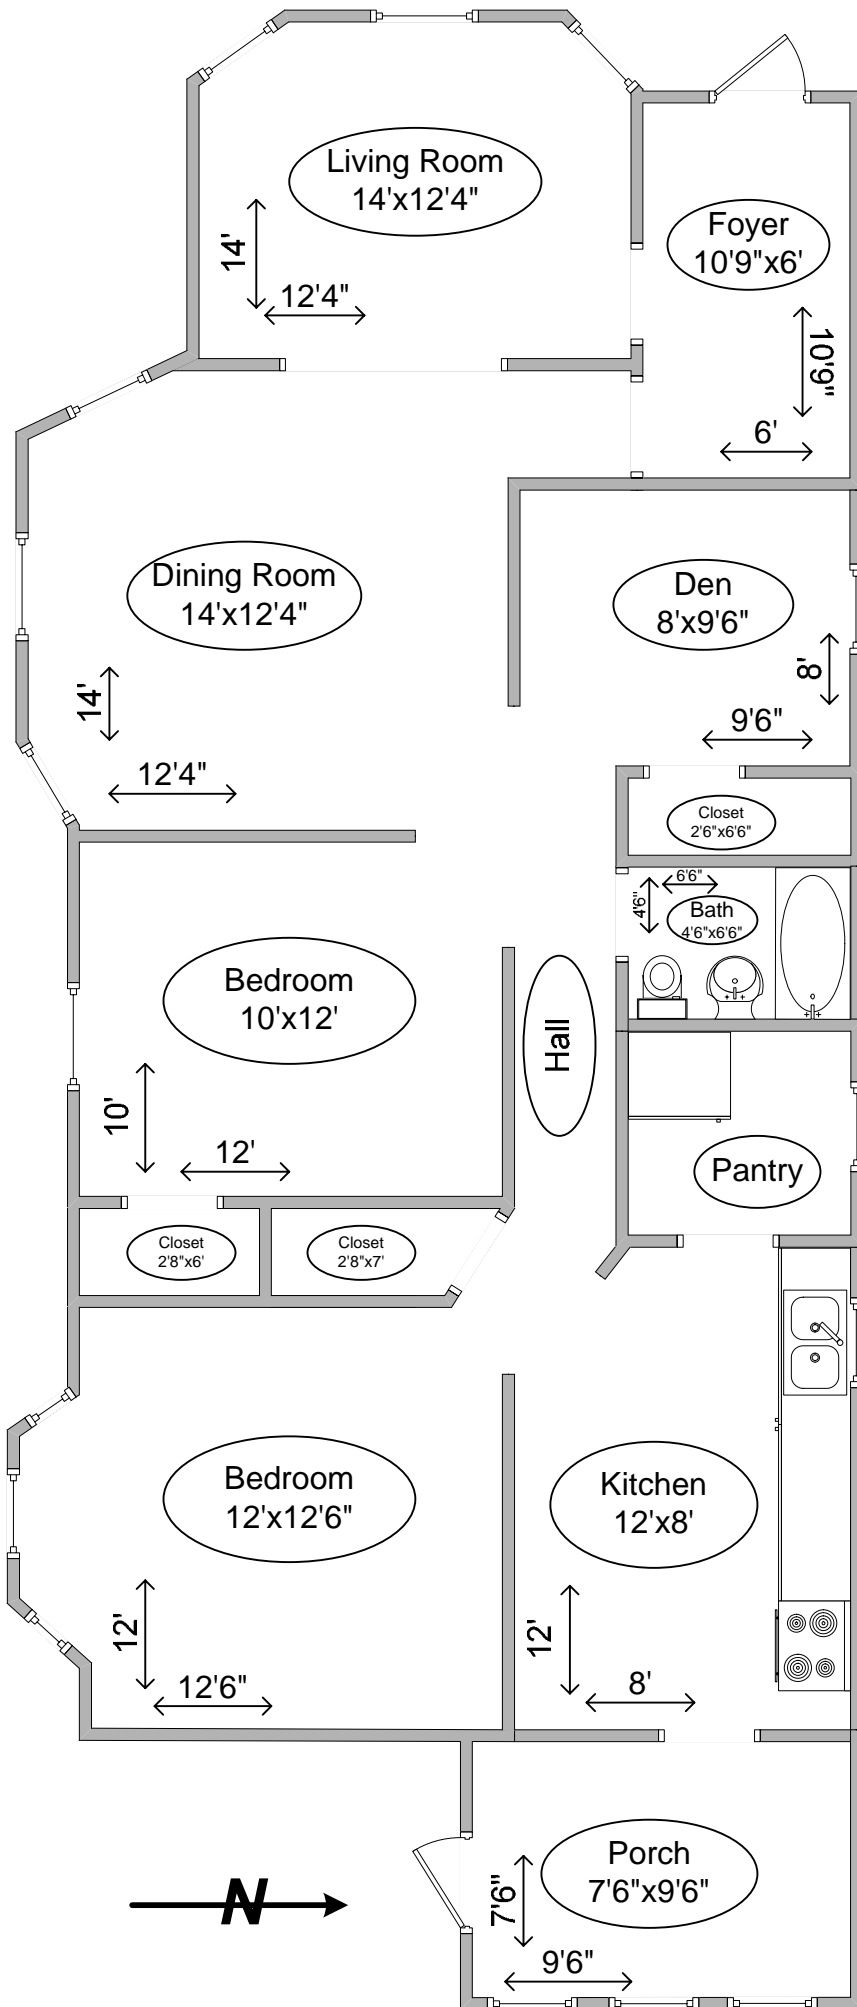 Living Room
14'x12'4"
14'
12'4"
Foyer
10'9"x6'
10'9"
6'
Dining Room
14'x12'4"
14'
12'4"
Den
8'x9'6"
8'
9'6"
Closet
2'6"x6'6"
6'6"
4'6"
Bath
4'6"x6'6"
Bedroom
10'x12'
10'
12'
Hall
Pantry
Closet
2'8"x6'
Closet
2'8"x7'
Bedroom
12'x12'6"
12'
12'6"
Kitchen
12'x8'
12'
8'
Porch
7'6"x9'6"
7'6"
9'6"
N